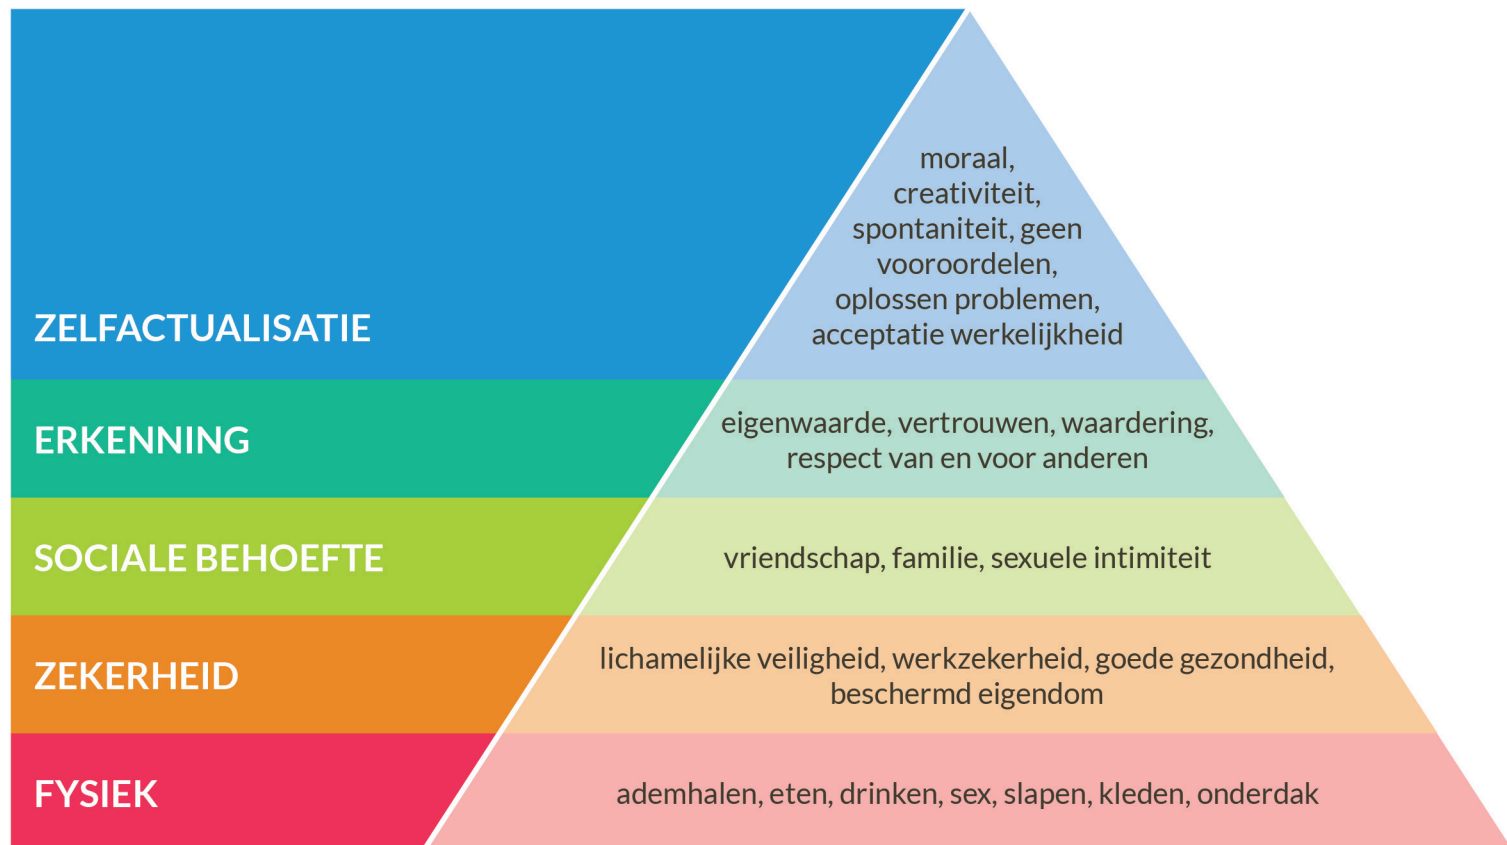 moraal,
creativiteit,
spontaniteit, geen
vooroordelen,
oplossen problemen,
acceptatie werkelijkheid
ZELFACTUALISATIE
eigenwaarde, vertrouwen, waardering,
respect van en voor anderen
ERKENNING
vriendschap, familie, sexuele intimiteit
SOCIALE BEHOEFTE
lichamelijke veiligheid, werkzekerheid, goede gezondheid,
beschermd eigendom
ZEKERHEID
ademhalen, eten, drinken, sex, slapen, kleden, onderdak
FYSIEK